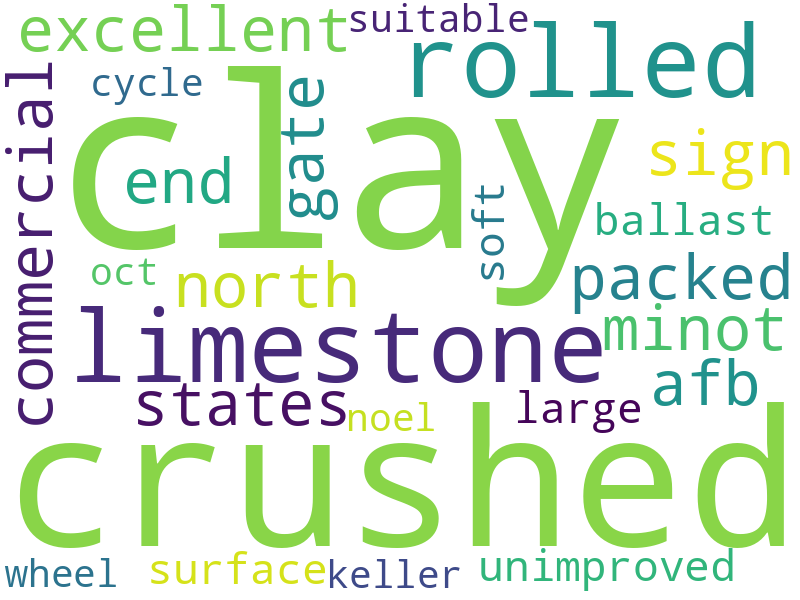 excellent
suitable
rolled
cycle
commercial
clay
gate
end
sign
soft
ballast
oct
north
packed
limestone
minot
states
afb
noel
large
crushed
wheel
surface
keller
unimproved